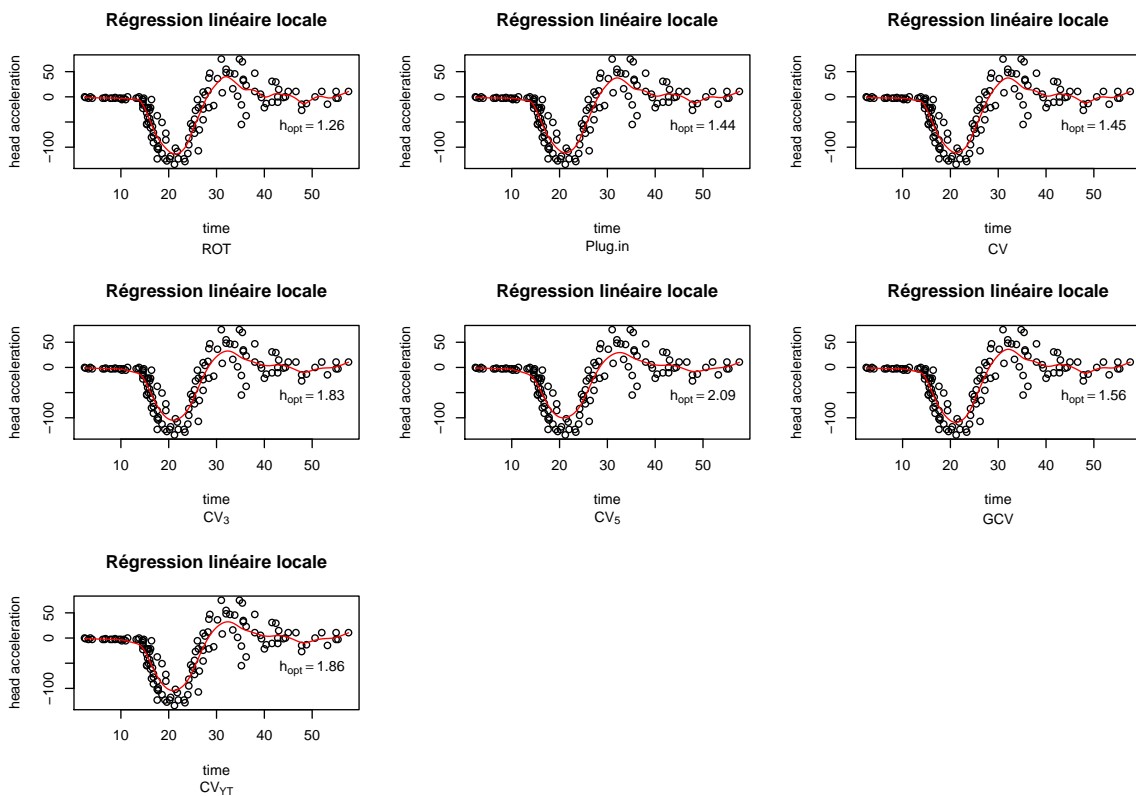 Régression linéaire locale
head acceleration
50
0
-100
h_opt = 1.26
10 20 30 40 50
time
ROT
Régression linéaire locale
head acceleration
50
0
-100
h_opt = 1.44
10 20 30 40 50
time
Plug.in
Régression linéaire locale
head acceleration
50
0
-100
h_opt = 1.45
10 20 30 40 50
time
CV
Régression linéaire locale
head acceleration
50
0
-100
h_opt = 1.83
10 20 30 40 50
time
CV₃
Régression linéaire locale
head acceleration
50
0
-100
h_opt = 2.09
10 20 30 40 50
time
CV₅
Régression linéaire locale
head acceleration
50
0
-100
h_opt = 1.56
10 20 30 40 50
time
GCV
Régression linéaire locale
head acceleration
50
0
-100
h_opt = 1.86
10 20 30 40 50
time
CV_YT